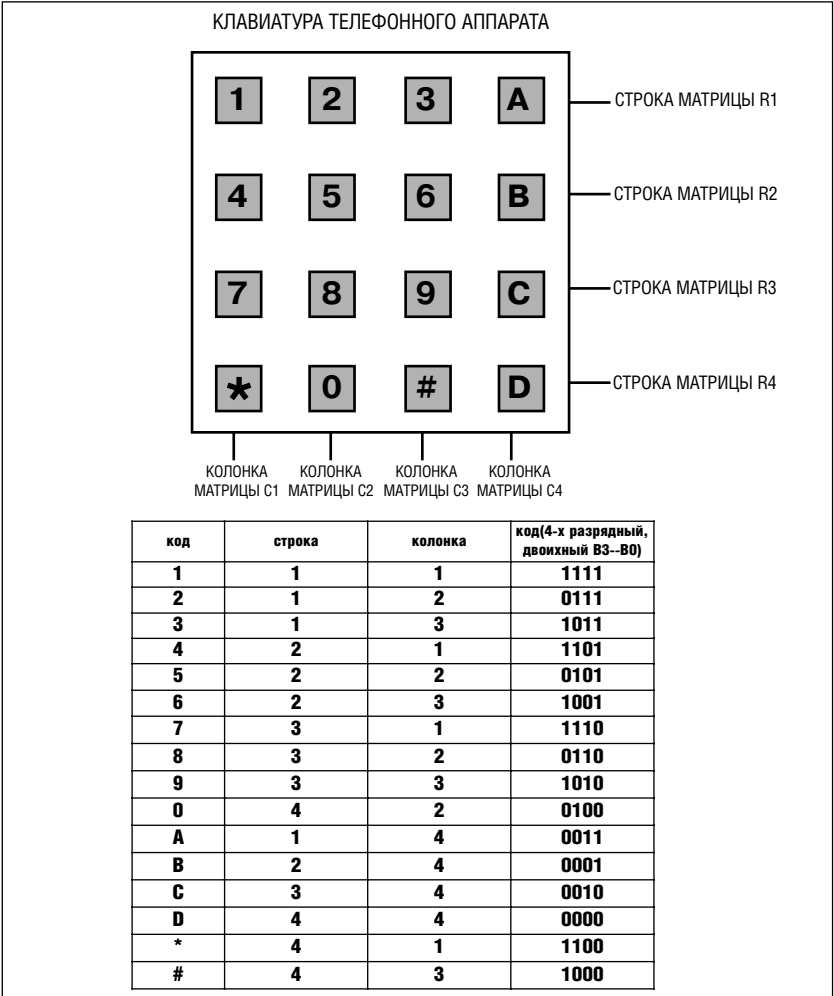 КЛАВИАТУРА ТЕЛЕФОННОГО АППАРАТА
1 2 3 A СТРОКА МАТРИЦЫ R1
4 5 6 B СТРОКА МАТРИЦЫ R2
7 8 9 C СТРОКА МАТРИЦЫ R3
* 0 # D СТРОКА МАТРИЦЫ R4
КОЛОНКА КОЛОНКА КОЛОНКА КОЛОНКА
МАТРИЦЫ C1 МАТРИЦЫ C2 МАТРИЦЫ C3 МАТРИЦЫ C4
код строка колонка код(4-х разрядный,
двоихный B3--B0)
1 1 1 1111
2 1 2 0111
3 1 3 1011
4 2 1 1101
5 2 2 0101
6 2 3 1001
7 3 1 1110
8 3 2 0110
9 3 3 1010
0 4 2 0100
A 1 4 0011
B 2 4 0001
C 3 4 0010
D 4 4 0000
* 4 1 1100
# 4 3 1000